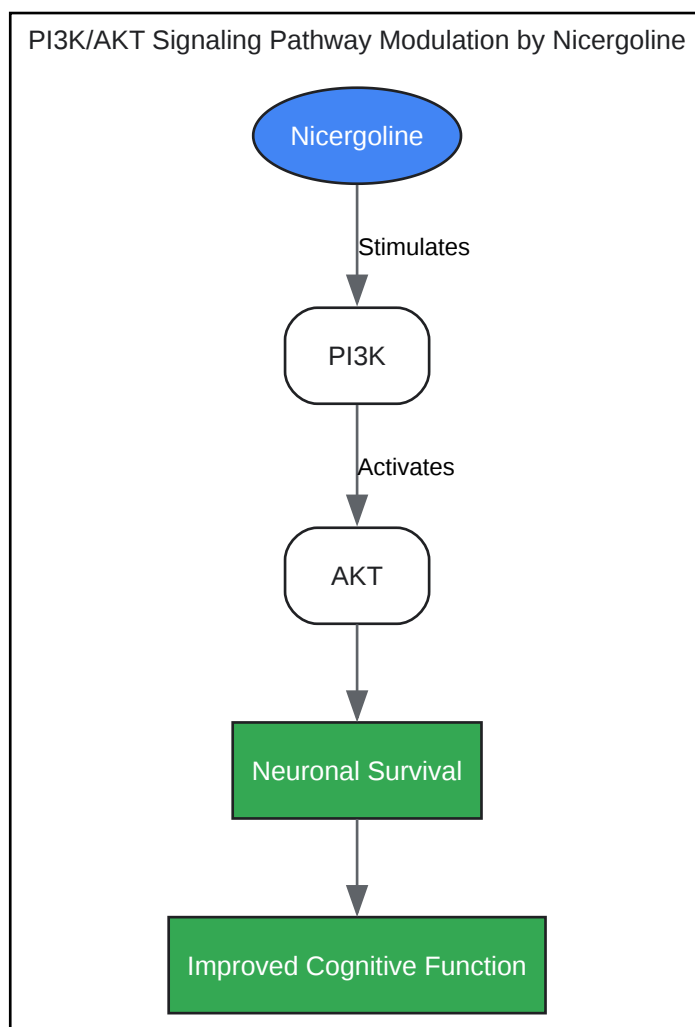 PI3K/AKT Signaling Pathway Modulation by Nicergoline
Nicergoline
Stimulates
PI3K
Activates
AKT
Neuronal Survival
Improved Cognitive Function